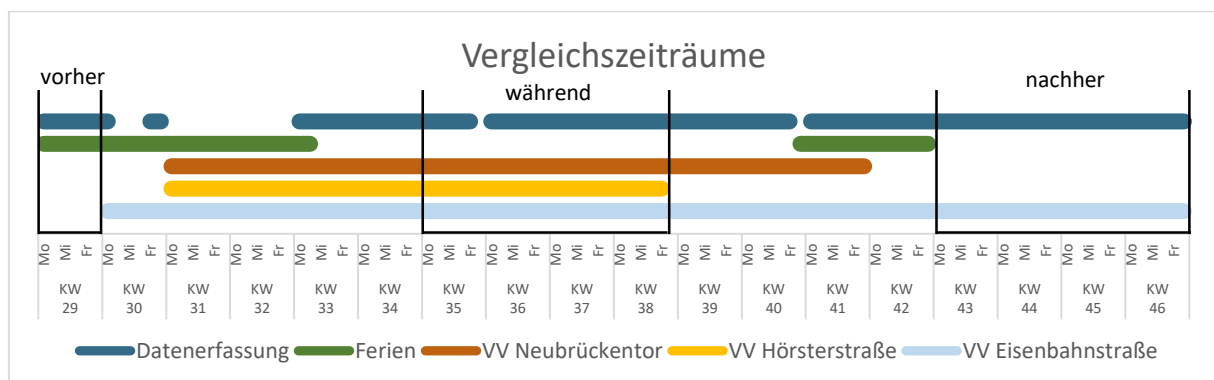 Vergleichszeiträume
vorher
während
nachher
Mo Mi Fr Mo Mi Fr Mo Mi Fr Mo Mi Fr Mo Mi Fr Mo Mi Fr Mo Mi Fr Mo Mi Fr Mo Mi Fr Mo Mi Fr Mo Mi Fr Mo Mi Fr Mo Mi Fr Mo Mi Fr Mo Mi Fr Mo Mi Fr Mo Mi Fr Mo Mi Fr
KW KW KW KW KW KW KW KW KW KW KW KW KW KW KW KW KW KW
29 30 31 32 33 34 35 36 37 38 39 40 41 42 43 44 45 46
Datenerfassung Ferien VV Neubrückentor VV Hörsterstraße VV Eisenbahnstraße